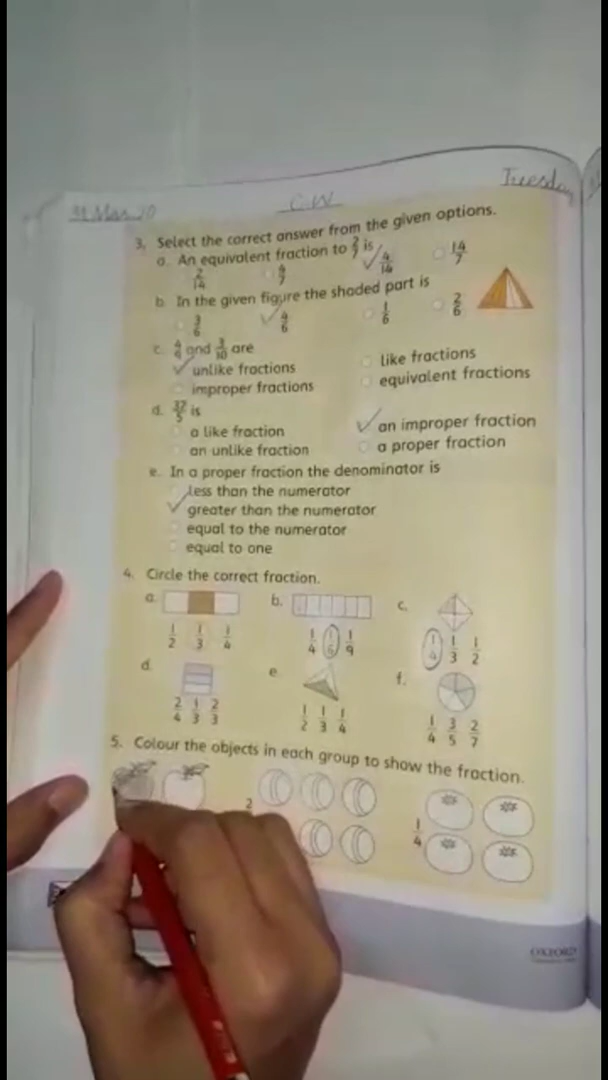 31 Mar 20 C.W Tuesday
3. Select the correct answer from the given options.
a. An equivalent fraction to 2/7 is
2/14 4/7 4/14 14/7
b. In the given figure the shaded part is
3/6 4/6 1/6 2/6
c. 4/9 and 3/10 are
unlike fractions like fractions
improper fractions equivalent fractions
d. 37/5 is
a like fraction an improper fraction
an unlike fraction a proper fraction
e. In a proper fraction the denominator is
less than the numerator
greater than the numerator
equal to the numerator
equal to one
4. Circle the correct fraction.
a. b. c.
1/2 1/3 1/4 1/4 1/6 1/9 1/4 1/3 1/2
d. e. f.
2/4 1/3 2/3 1/2 1/3 1/4 1/4 3/5 2/7
5. Colour the objects in each group to show the fraction.
2
1/4
OXFORD